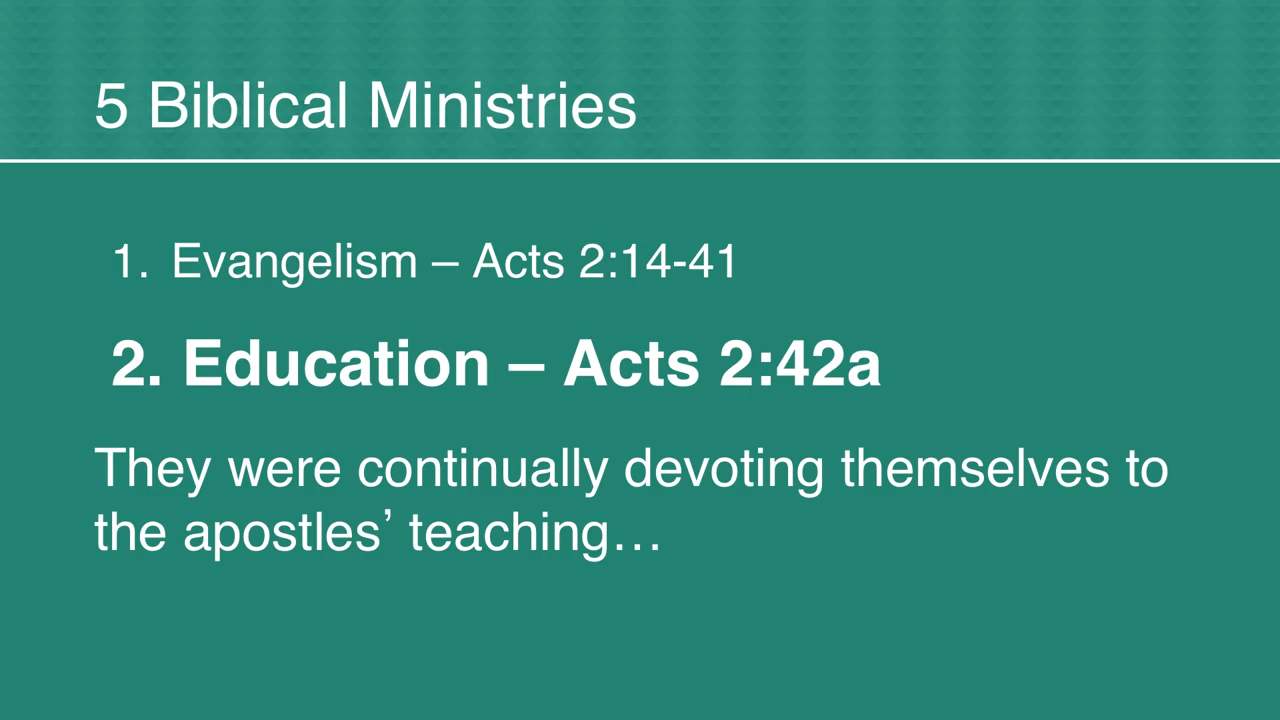 5 Biblical Ministries
1. Evangelism – Acts 2:14-41
2. Education – Acts 2:42a
They were continually devoting themselves to
the apostles’ teaching…